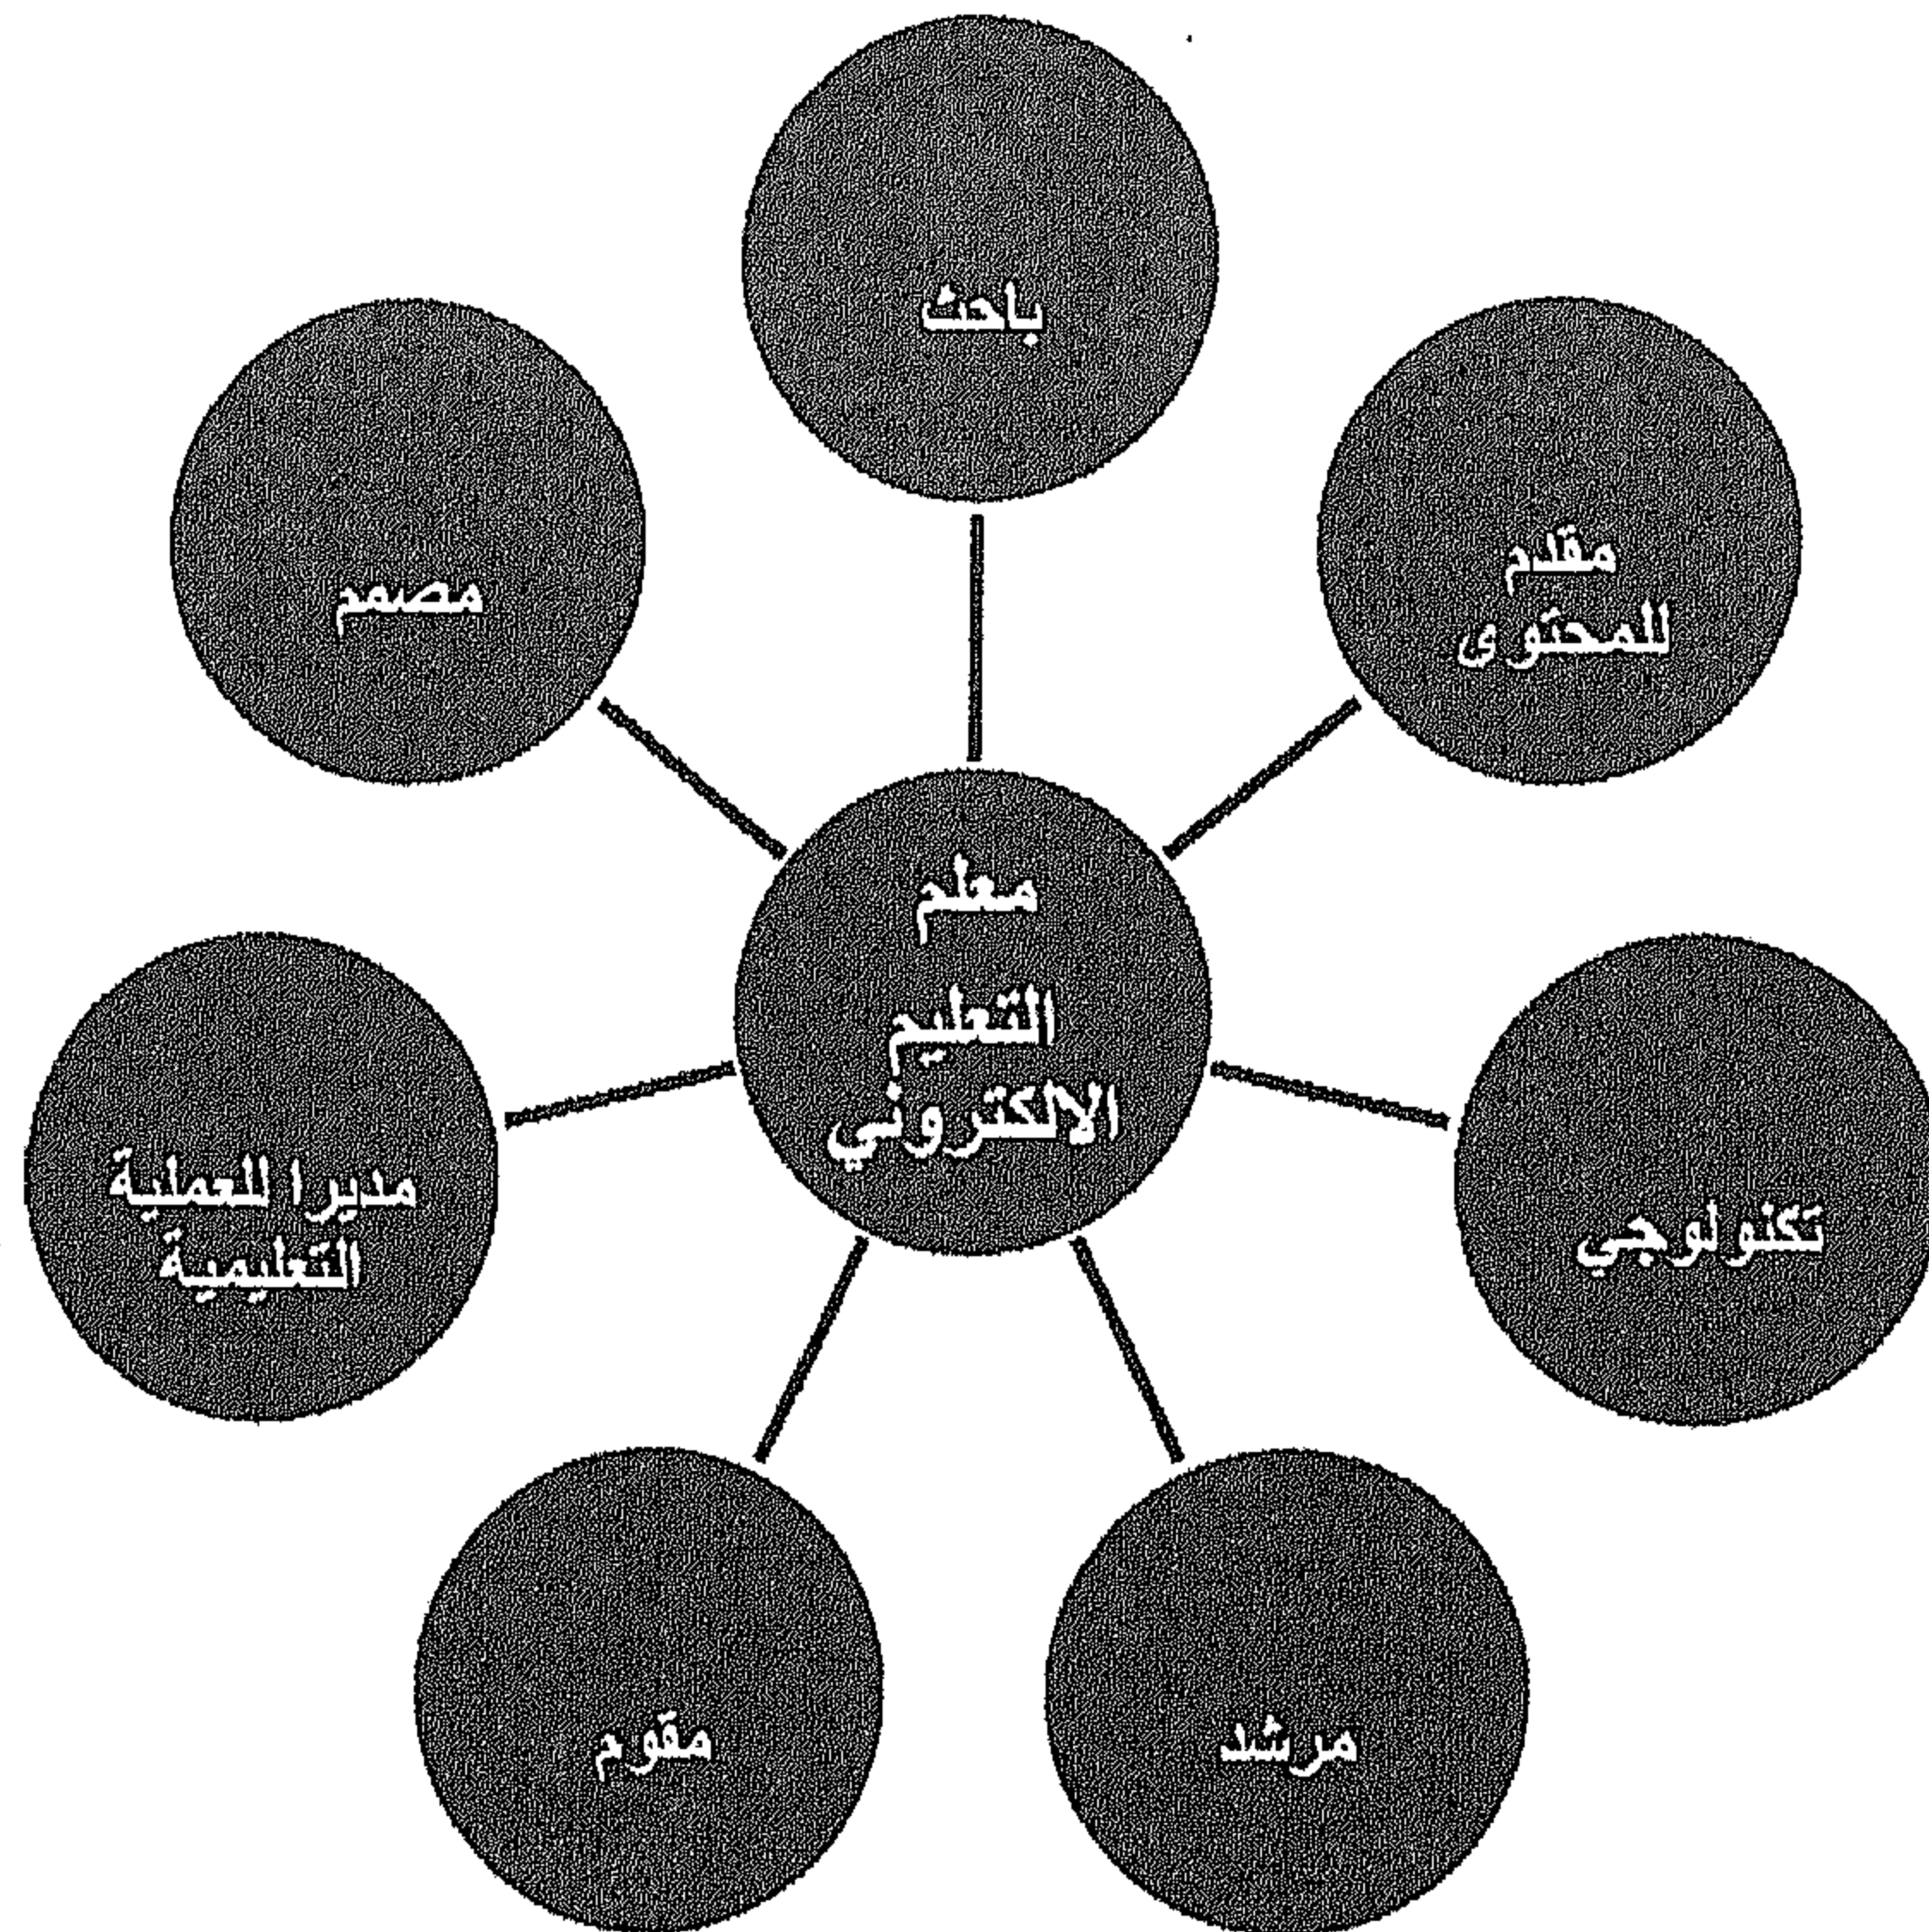 باحث
مقدم
للمحتوى
تكنولوجي
مرشد
مقوم
مديرا للعملية
التعليمية
مصمم
معلم
التعليم
الالكتروني